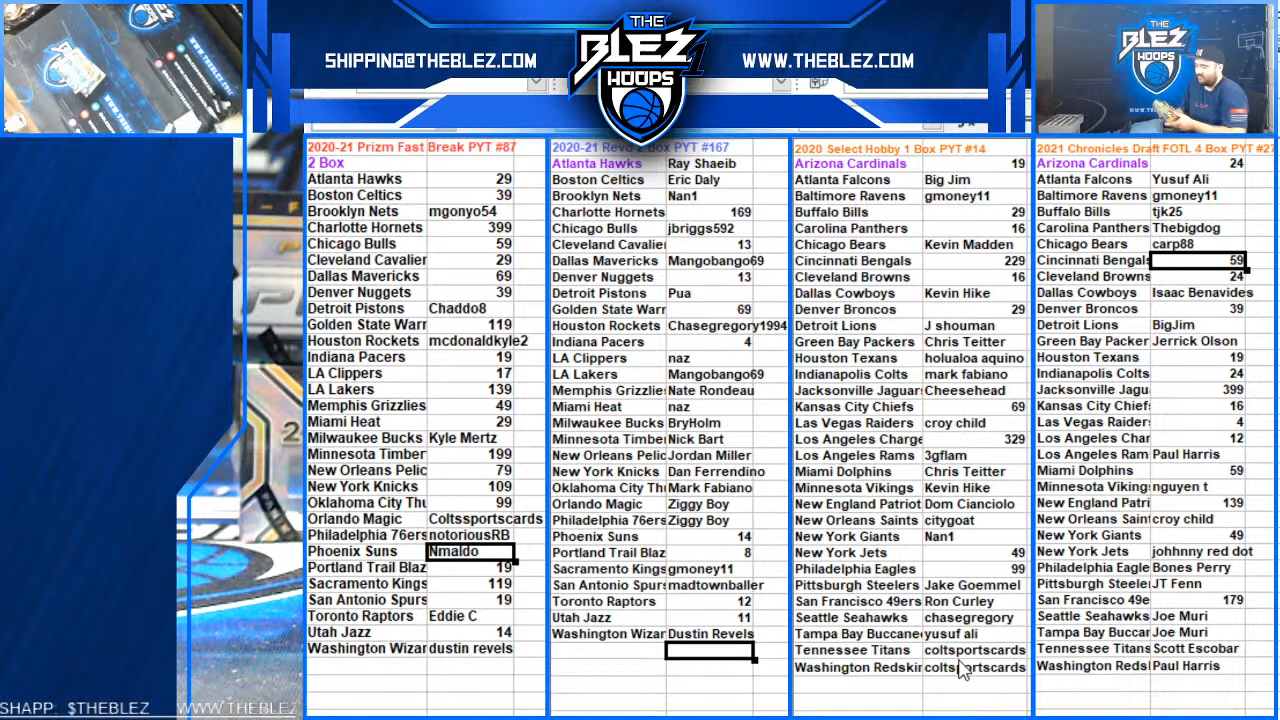 SHIPPING@THEBLEZ.COM
THE
BLEZ
HOOPS
WWW.THEBLEZ.COM
THE
BLEZ
HOOPS
2020-21 Prizm Fast Break PYT #87
2 Box
Atlanta Hawks 29
Boston Celtics 39
Brooklyn Nets mgonyo54
Charlotte Hornets 399
Chicago Bulls 59
Cleveland Cavalier 29
Dallas Mavericks 69
Denver Nuggets 39
Detroit Pistons Chaddo8
Golden State Warr 119
Houston Rockets mcdonaldkyle2
Indiana Pacers 19
LA Clippers 17
LA Lakers 139
Memphis Grizzlies 49
Miami Heat 29
Milwaukee Bucks Kyle Mertz
Minnesota Timber 199
New Orleans Pelic 79
New York Knicks 109
Oklahoma City Thu 99
Orlando Magic Coltssportscards
Philadelphia 76ers notoriousRB
Phoenix Suns Nmaldo
Portland Trail Blaz 19
Sacramento Kings 119
San Antonio Spurs 19
Toronto Raptors Eddie C
Utah Jazz 14
Washington Wizar dustin revels
2020-21 Revo 2 Box PYT #167
Atlanta Hawks Ray Shaeib
Boston Celtics Eric Daly
Brooklyn Nets Nan1
Charlotte Hornets 169
Chicago Bulls jbriggs592
Cleveland Cavalier 13
Dallas Mavericks Mangobango69
Denver Nuggets 13
Detroit Pistons Pua
Golden State War 69
Houston Rockets Chasegregory1994
Indiana Pacers 4
LA Clippers naz
LA Lakers Mangobango69
Memphis Grizzlies Nate Rondeau
Miami Heat naz
Milwaukee Bucks BryHolm
Minnesota Timber Nick Bart
New Orleans Pelic Jordan Miller
New York Knicks Dan Ferrendino
Oklahoma City Th Mark Fabiano
Orlando Magic Ziggy Boy
Philadelphia 76ers Ziggy Boy
Phoenix Suns 14
Portland Trail Blaz 8
Sacramento Kings gmoney11
San Antonio Spurs madtownballer
Toronto Raptors 12
Utah Jazz 11
Washington Wizar Dustin Revels
2020 Select Hobby 1 Box PYT #14
Arizona Cardinals 19
Atlanta Falcons Big Jim
Baltimore Ravens gmoney11
Buffalo Bills 29
Carolina Panthers 16
Chicago Bears Kevin Madden
Cincinnati Bengals 229
Cleveland Browns 16
Dallas Cowboys Kevin Hike
Denver Broncos 29
Detroit Lions J shouman
Green Bay Packers Chris Teitter
Houston Texans holualoa aquino
Indianapolis Colts mark fabiano
Jacksonville Jaguar Cheesehead
Kansas City Chiefs 69
Las Vegas Raiders croy child
Los Angeles Charge 329
Los Angeles Rams 3gflam
Miami Dolphins Chris Teitter
Minnesota Vikings Kevin Hike
New England Patriot Dom Cianciolo
New Orleans Saints citygoat
New York Giants Nan1
New York Jets 49
Philadelphia Eagles 99
Pittsburgh Steelers Jake Goemmel
San Francisco 49ers Ron Curley
Seattle Seahawks chasegregory
Tampa Bay Buccane yusuf ali
Tennessee Titans coltsportscards
Washington Redskin coltsportscards
2021 Chronicles Draft FOTL 4 Box PYT #27
Arizona Cardinals 24
Atlanta Falcons Yusuf Ali
Baltimore Ravens gmoney11
Buffalo Bills tjk25
Carolina Panthers Thebigdog
Chicago Bears carp88
Cincinnati Bengals 59
Cleveland Browns 24
Dallas Cowboys Isaac Benavides
Denver Broncos 39
Detroit Lions BigJim
Green Bay Packer Jerrick Olson
Houston Texans 19
Indianapolis Colts 24
Jacksonville Jagu 399
Kansas City Chiefs 16
Las Vegas Raider 4
Los Angeles Char 12
Los Angeles Ram Paul Harris
Miami Dolphins 59
Minnesota Viking nguyen t
New England Patri 139
New Orleans Saint croy child
New York Giants 49
New York Jets johhny red dot
Philadelphia Eagle Bones Perry
Pittsburgh Steeler JT Fenn
San Francisco 49e 179
Seattle Seahawks Joe Muri
Tampa Bay Buccar Joe Muri
Tennessee Titans Scott Escobar
Washington Reds Paul Harris
SHAPP: $THEBLEZ WWW.THEBLEZ